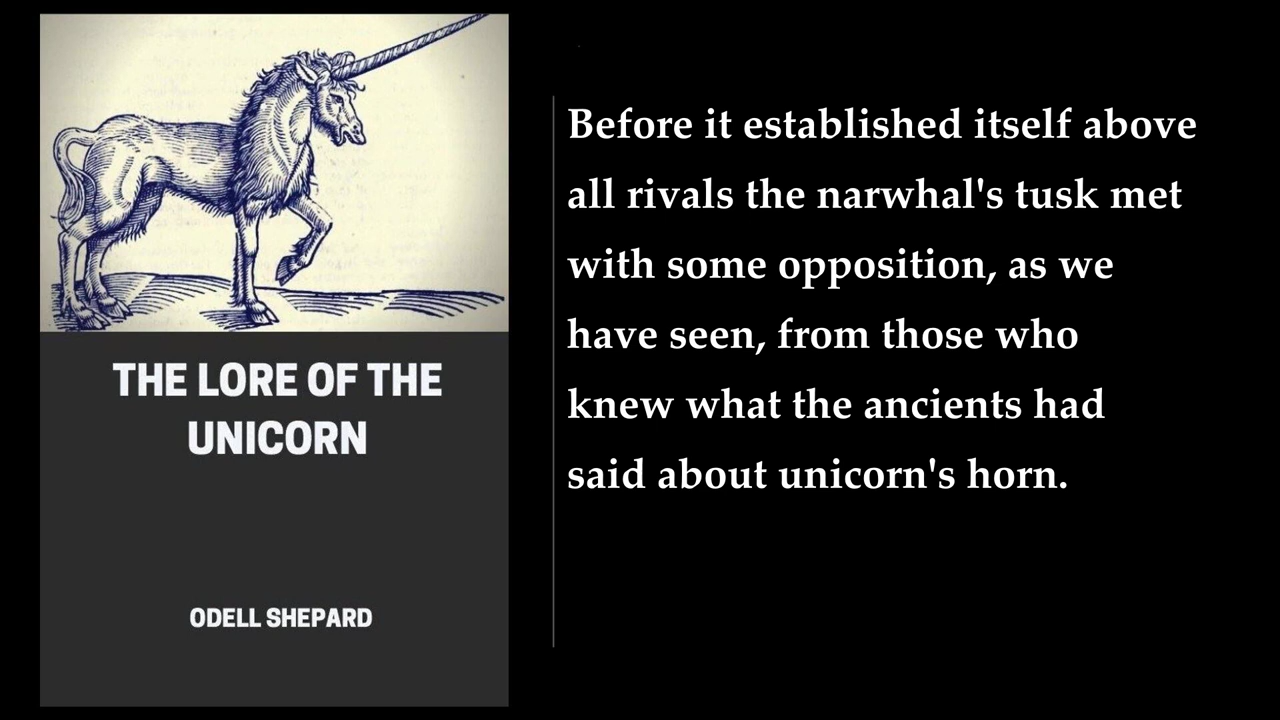 THE LORE OF THE
UNICORN
ODELL SHEPARD
Before it established itself above
all rivals the narwhal's tusk met
with some opposition, as we
have seen, from those who
knew what the ancients had
said about unicorn's horn.